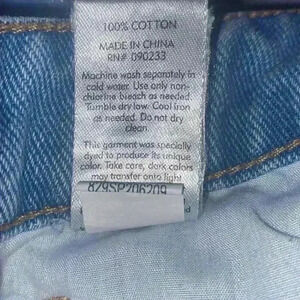 100% COTTON
MADE IN CHINA
RN# 090233
Machine wash separately in
cold water. Use only non-
chlorine bleach as needed.
Tumble dry low. Cool iron
as needed. Do not dry
clean.
This garment was specially
dyed to produce its unique
color. Take care, dark colors
may transfer onto light
829SP206209